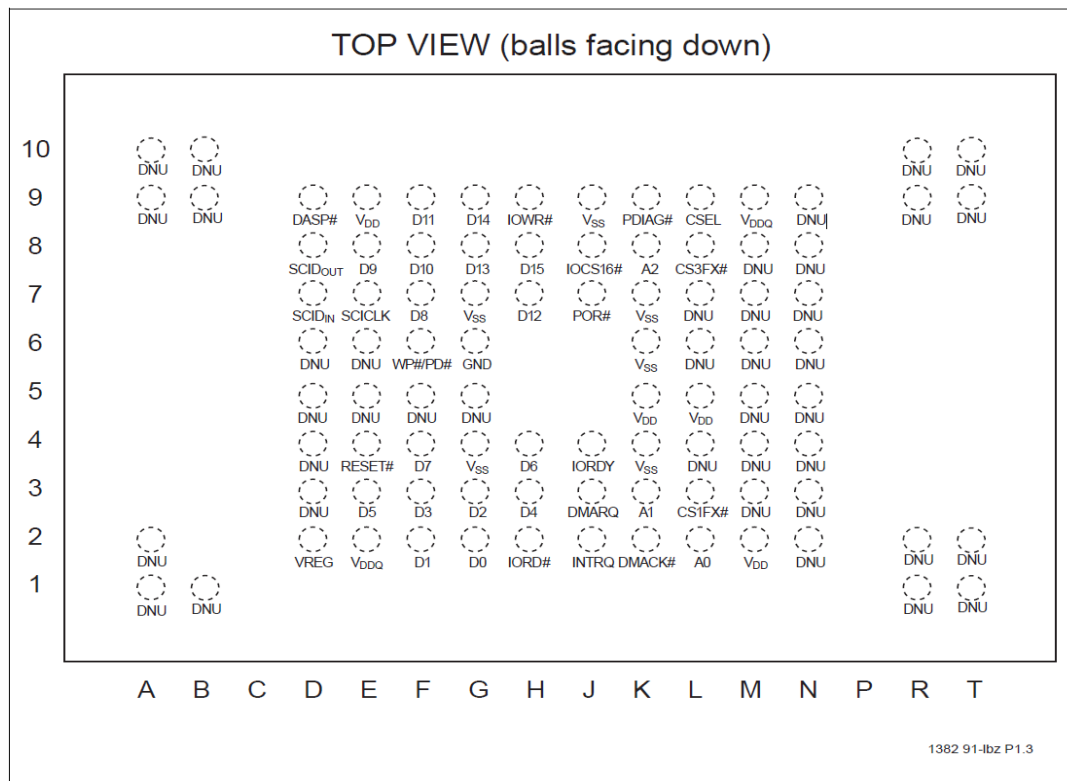 TOP VIEW (balls facing down)
10
DNU DNU DNU DNU
9
DNU DNU DASP# VDD D11 D14 IOWR# VSS PDIAG# CSEL VDDQ DNU DNU DNU
8
SCIDOUT D9 D10 D13 D15 IOCS16# A2 CS3FX# DNU DNU
7
SCIDIN SCICLK D8 VSS D12 POR# VSS DNU DNU DNU
6
DNU DNU WP#/PD# GND VSS DNU DNU DNU
5
DNU DNU DNU DNU VDD VDD DNU DNU
4
DNU RESET# D7 VSS D6 IORDY VSS DNU DNU DNU
3
DNU D5 D3 D2 D4 DMARQ A1 CS1FX# DNU DNU
2
DNU VREG VDDQ D1 D0 IORD# INTRQ DMACK# A0 VDD DNU DNU DNU
1
DNU DNU DNU DNU
A B C D E F G H J K L M N P R T
1382 91-lbz P1.3